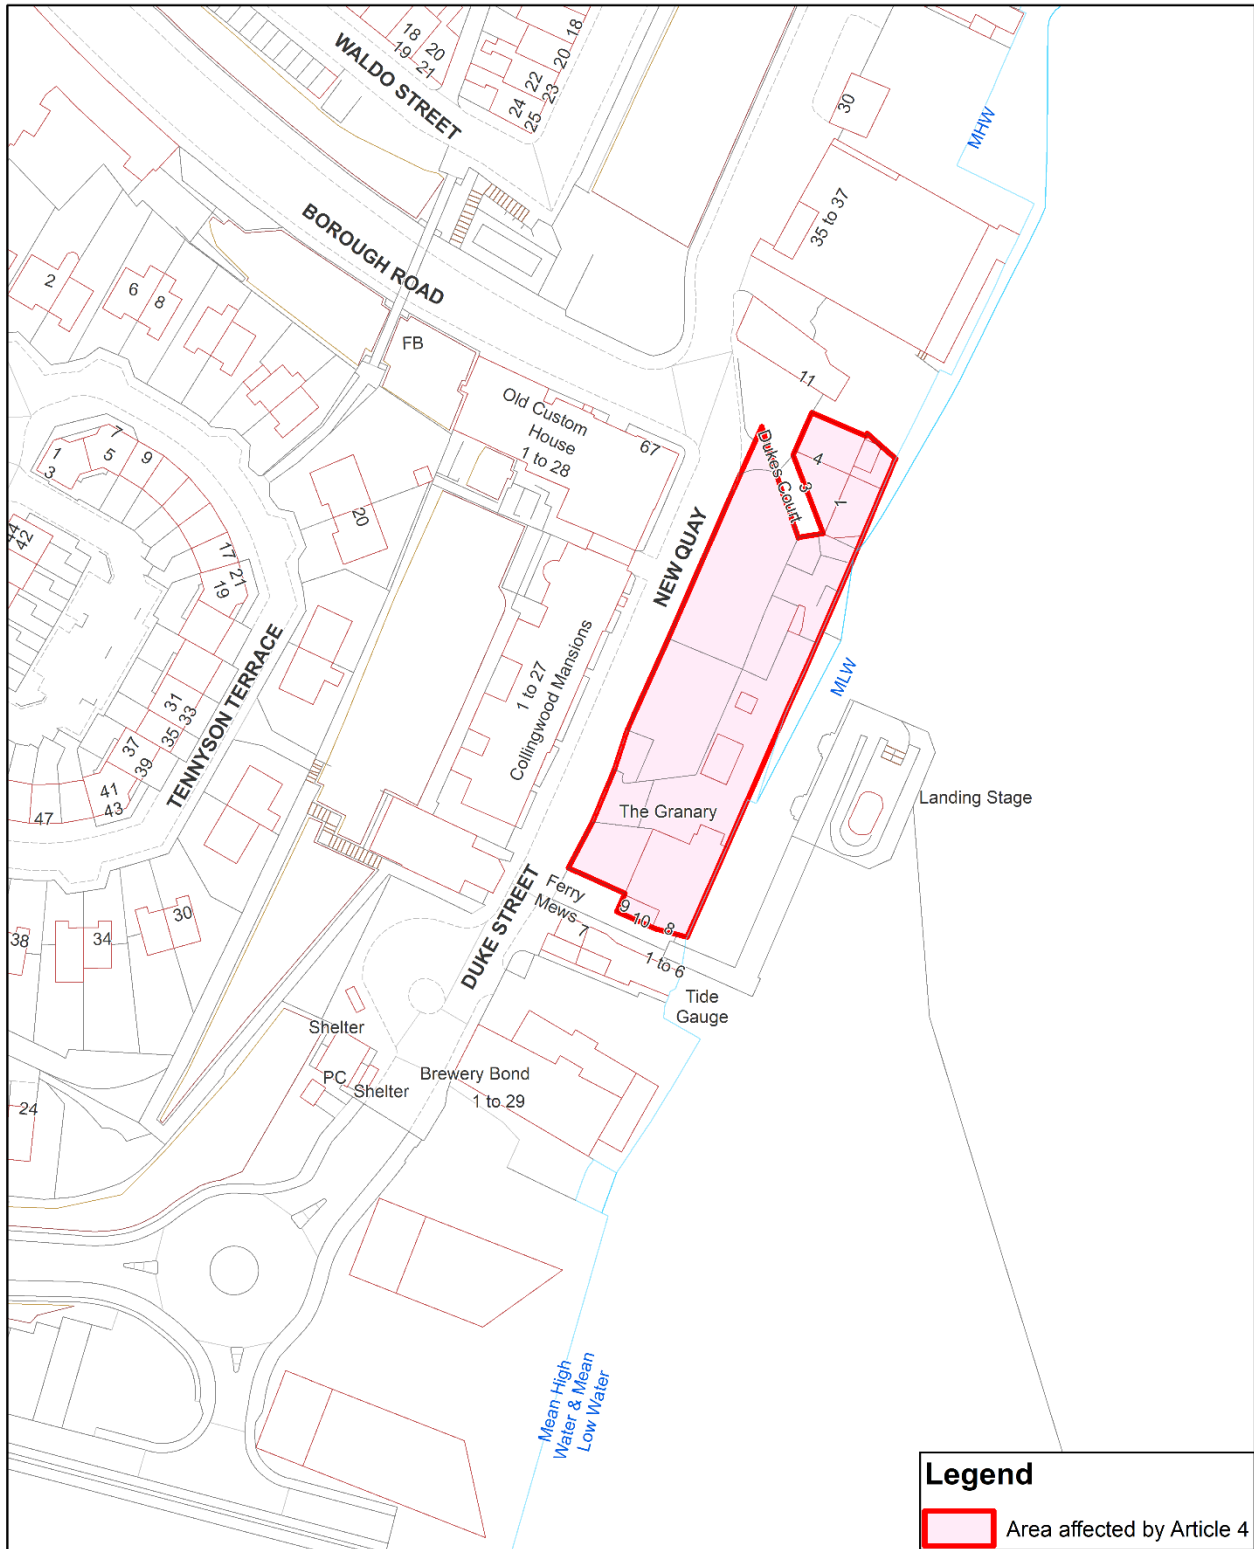 18
20
19
21
WALDO STREET
18
20
22
23
24
25
30
MHW
35 to 37
BOROUGH ROAD
2
6
8
FB
11
Old Custom
House
1 to 28
67
Dukes Court
4
3
1
7
1
5
9
3
20
44
42
17
21
19
NEW QUAY
1 to 27
Collingwood Mansions
MLW
TENNYSON TERRACE
31
33
35
37
39
41
43
47
The Granary
Landing Stage
DUKE STREET
Ferry
Mews
9
10
8
7
1 to 6
Tide
Gauge
38
34
30
Shelter
PC
Shelter
Brewery Bond
1 to 29
24
Mean High
Water & Mean
Low Water
Legend
Area affected by Article 4